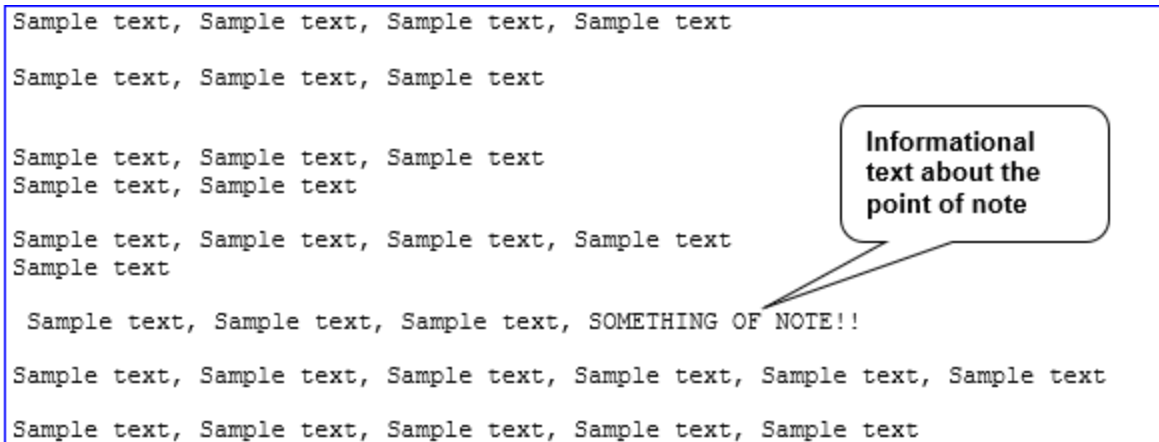 Sample text, Sample text, Sample text, Sample text
Sample text, Sample text, Sample text
Sample text, Sample text, Sample text
Sample text, Sample text
Sample text, Sample text, Sample text, Sample text
Sample text
Informational
text about the
point of note
Sample text, Sample text, Sample text, SOMETHING OF NOTE!!
Sample text, Sample text, Sample text, Sample text, Sample text, Sample text
Sample text, Sample text, Sample text, Sample text, Sample text